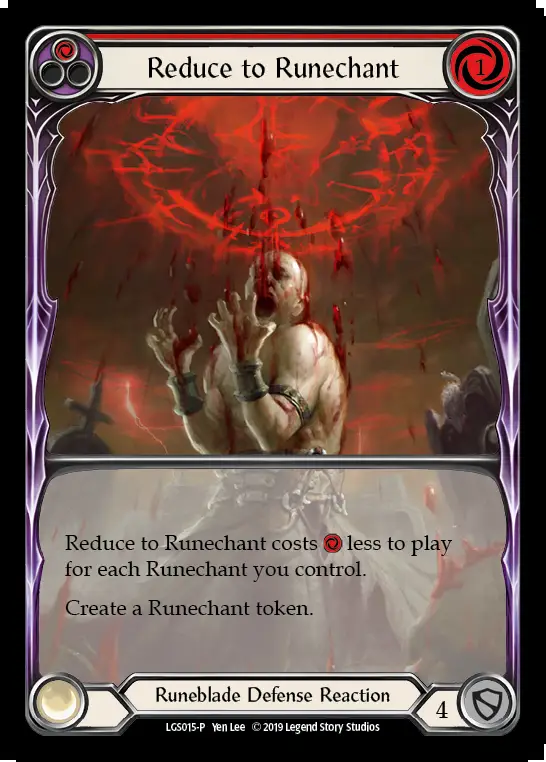 Reduce to Runechant
1
Reduce to Runechant costs less to play
for each Runechant you control.
Create a Runechant token.
Runeblade Defense Reaction
4
LGS015-P Yen Lee © 2019 Legend Story Studios